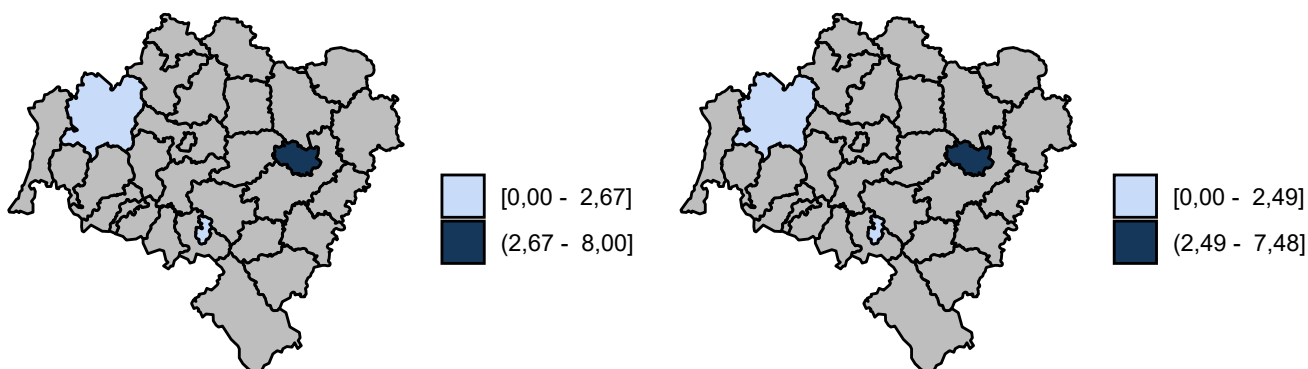 [0,00 -  2,67]
(2,67 -  8,00]
[0,00 -  2,49]
(2,49 -  7,48]